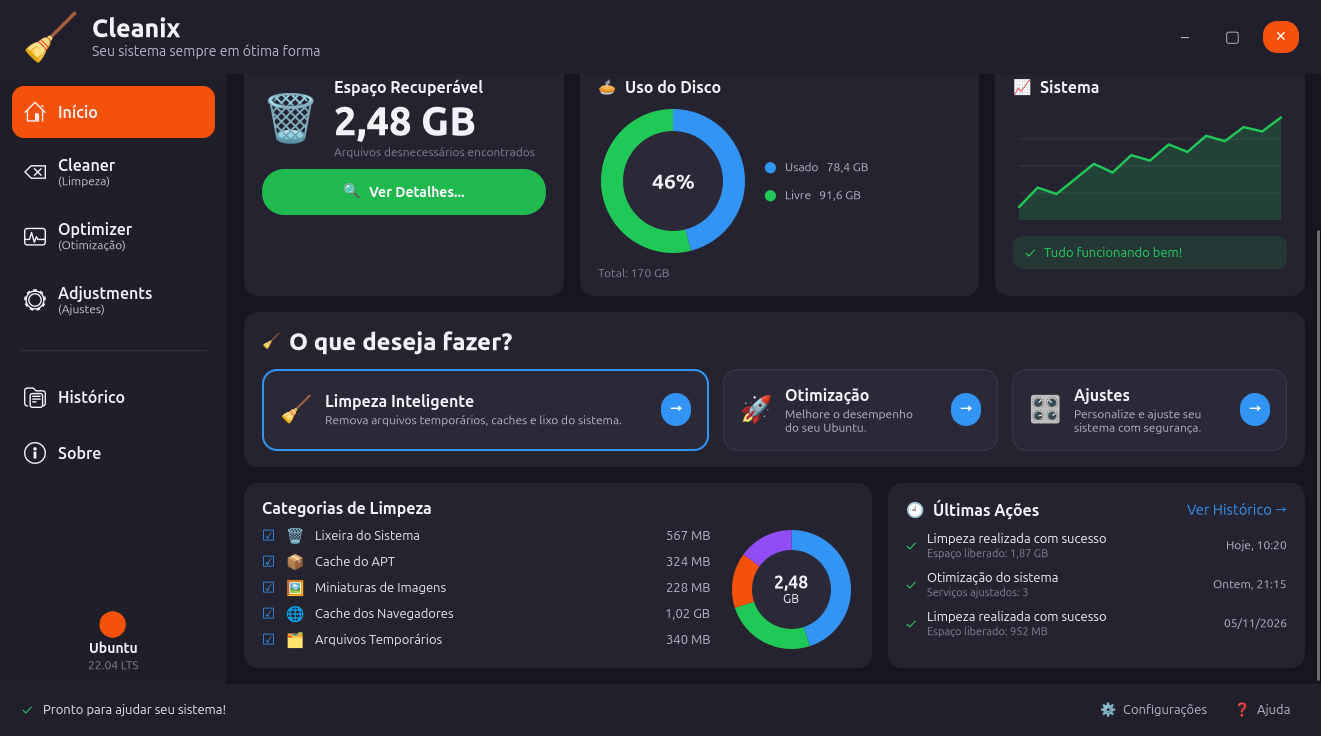 Cleanix
Seu sistema sempre em ótima forma
Início
Cleaner
(Limpeza)
Optimizer
(Otimização)
Adjustments
(Ajustes)
Histórico
Sobre
Ubuntu
22.04 LTS
Espaço Recuperável
2,48 GB
Arquivos desnecessários encontrados
Ver Detalhes...
Uso do Disco
46%
Usado 78,4 GB
Livre 91,6 GB
Total: 170 GB
Sistema
Tudo funcionando bem!
O que deseja fazer?
Limpeza Inteligente
Remova arquivos temporários, caches e lixo do sistema.
Otimização
Melhore o desempenho
do seu Ubuntu.
Ajustes
Personalize e ajuste seu
sistema com segurança.
Categorias de Limpeza
Lixeira do Sistema 567 MB
Cache do APT 324 MB
Miniaturas de Imagens 228 MB
Cache dos Navegadores 1,02 GB
Arquivos Temporários 340 MB
2,48
GB
Últimas Ações
Ver Histórico →
Limpeza realizada com sucesso
Espaço liberado: 1,87 GB
Hoje, 10:20
Otimização do sistema
Serviços ajustados: 3
Ontem, 21:15
Limpeza realizada com sucesso
Espaço liberado: 952 MB
05/11/2026
Pronto para ajudar seu sistema!
Configurações
Ajuda